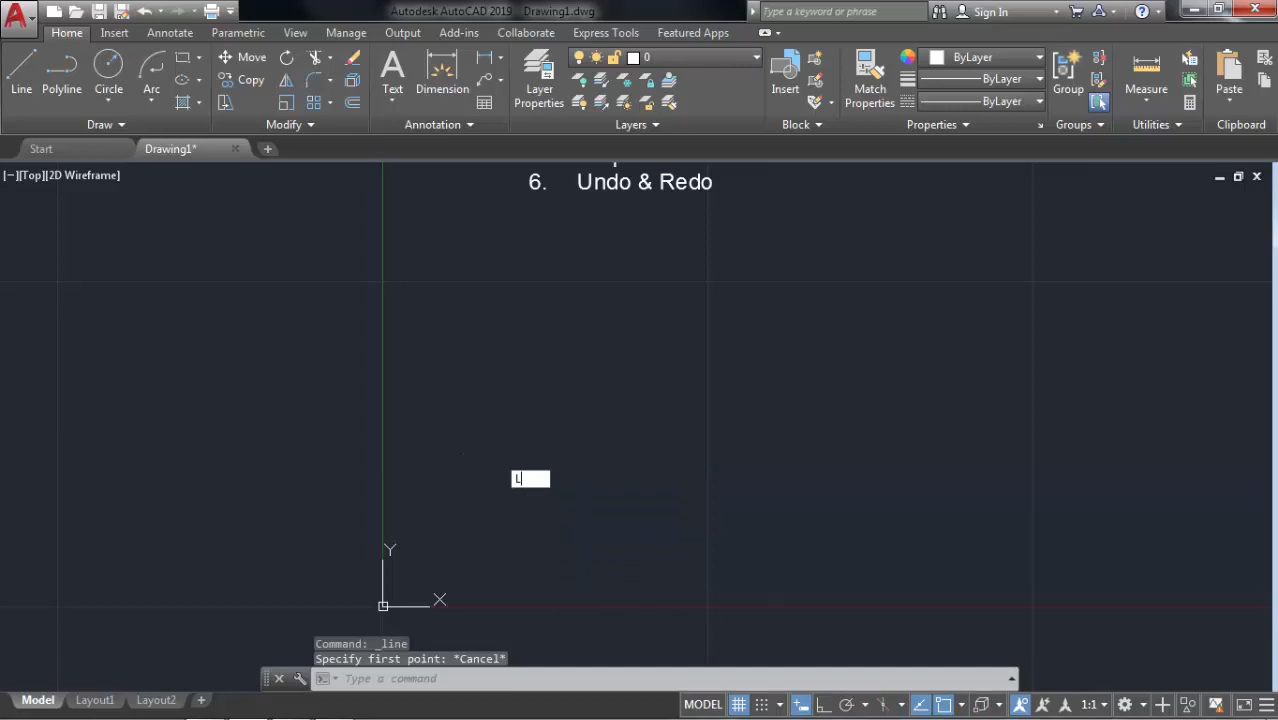 Autodesk AutoCAD 2019 Drawing1.dwg
Type a keyword or phrase
Sign In
Home Insert Annotate Parametric View Manage Output Add-ins Collaborate Express Tools Featured Apps
Line Polyline Circle Arc
Move
Copy
Text Dimension
Layer Properties
0
Insert
Match Properties
ByLayer
ByLayer
ByLayer
Group
Measure
Paste
Draw Modify Annotation Layers Block Properties Groups Utilities Clipboard
Start Drawing1*
[−][Top][2D Wireframe]
6. Undo & Redo
L
Y
X
Command: _line
Specify first point: *Cancel*
Type a command
Model Layout1 Layout2
MODEL
1:1